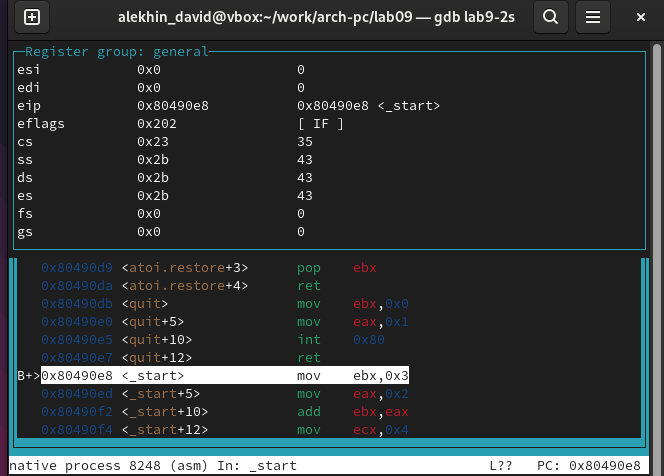 alekhin_david@vbox:~/work/arch-pc/lab09 — gdb lab9-2s
Register group: general
esi 0x0 0
edi 0x0 0
eip 0x80490e8 0x80490e8 <_start>
eflags 0x202 [ IF ]
cs 0x23 35
ss 0x2b 43
ds 0x2b 43
es 0x2b 43
fs 0x0 0
gs 0x0 0
0x80490d9 <atoi.restore+3> pop ebx
0x80490da <atoi.restore+4> ret
0x80490db <quit> mov ebx,0x0
0x80490e0 <quit+5> mov eax,0x1
0x80490e5 <quit+10> int 0x80
0x80490e7 <quit+12> ret
B+>0x80490e8 <_start> mov ebx,0x3
0x80490ed <_start+5> mov eax,0x2
0x80490f2 <_start+10> add ebx,eax
0x80490f4 <_start+12> mov ecx,0x4
native process 8248 (asm) In: _start L?? PC: 0x80490e8